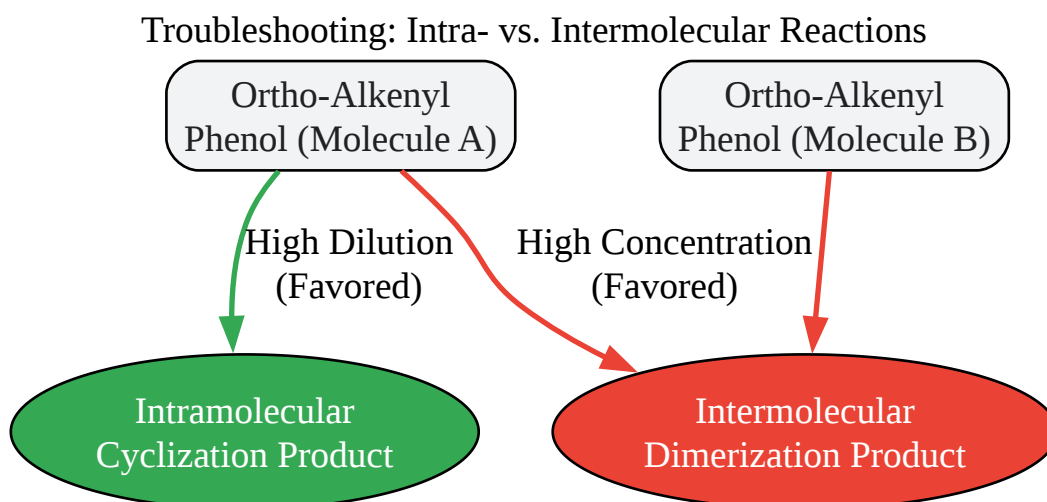 Troubleshooting: Intra- vs. Intermolecular Reactions
Ortho-Alkenyl
Phenol (Molecule A)
Ortho-Alkenyl
Phenol (Molecule B)
High Dilution
(Favored)
High Concentration
(Favored)
Intramolecular
Cyclization Product
Intermolecular
Dimerization Product